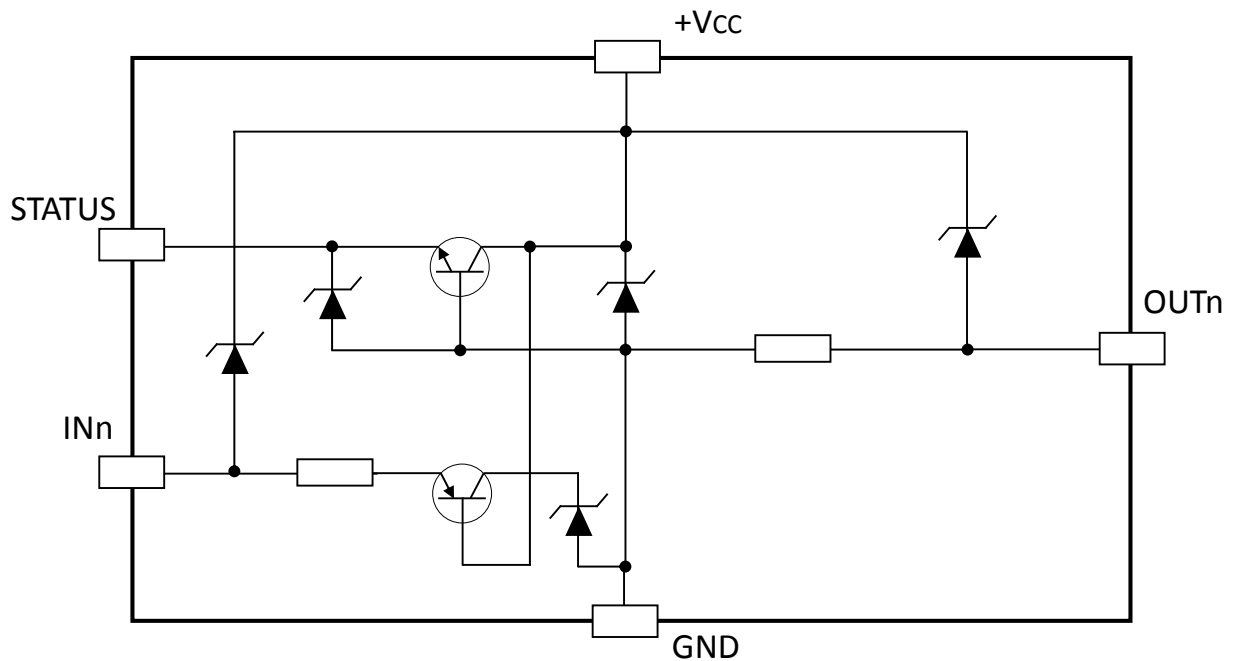 +Vcc
STATUS
OUTn
INn
GND